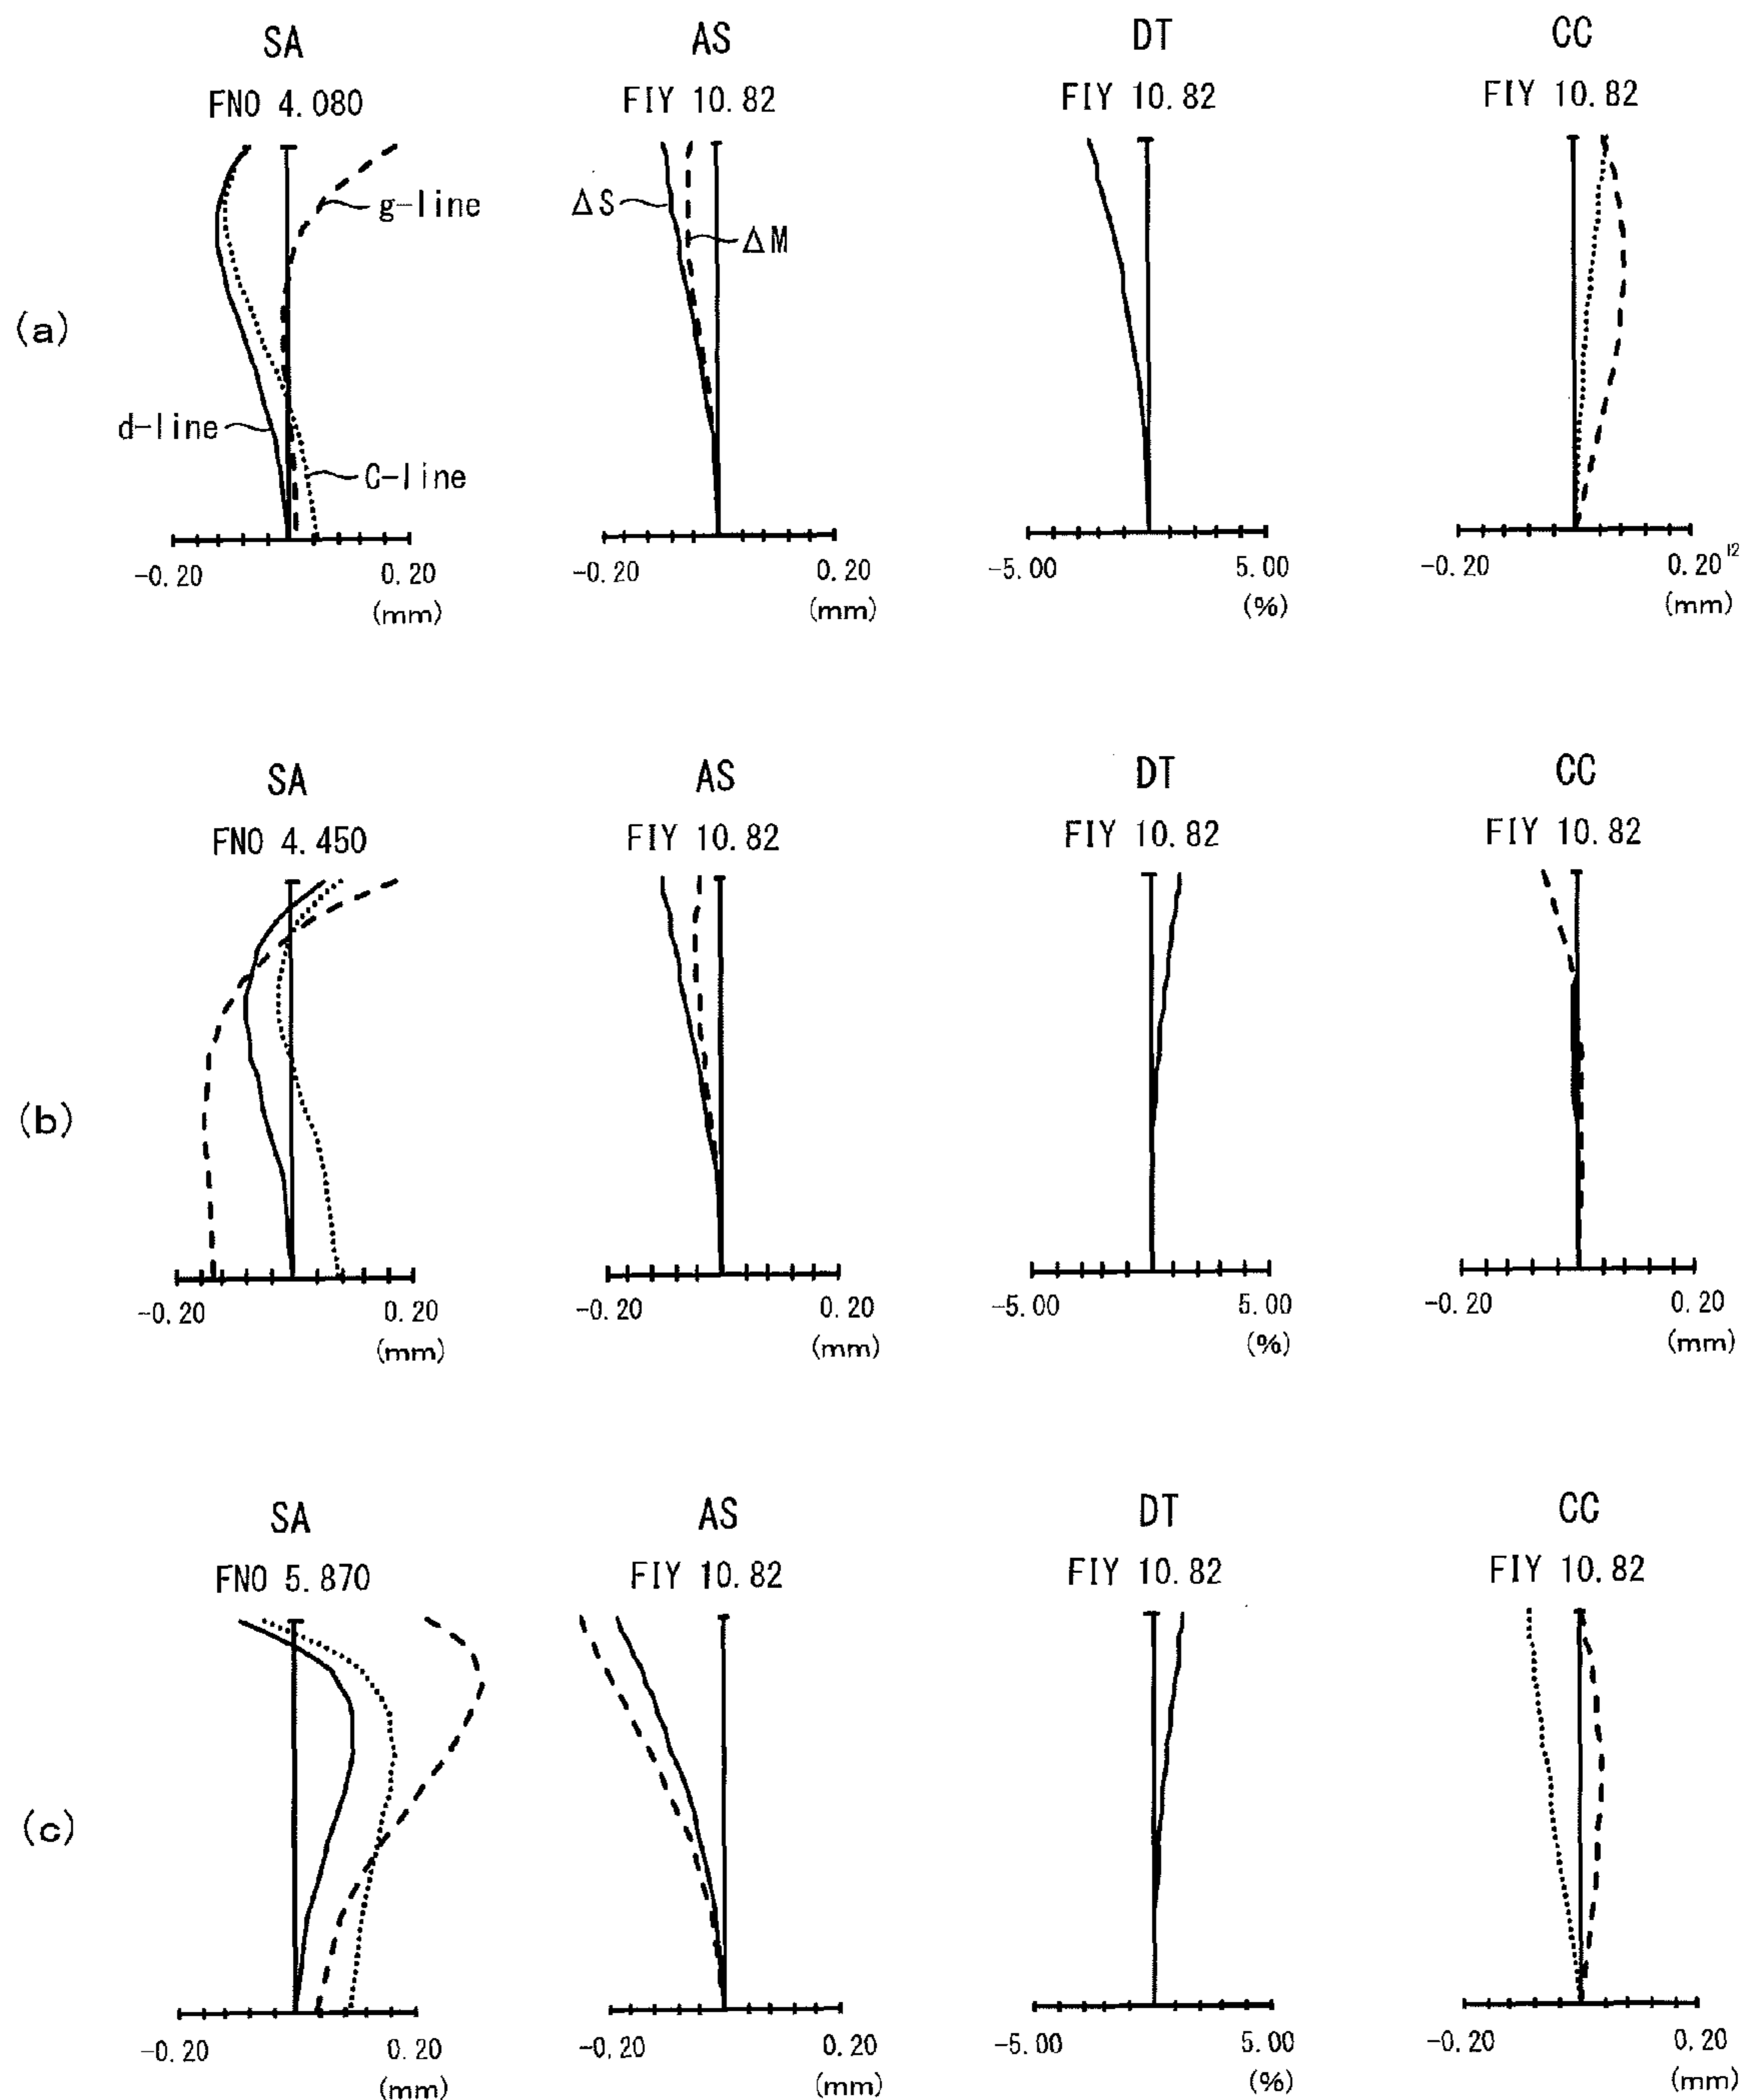 SA AS DT CC
FNO 4.080 FIY 10.82 FIY 10.82 FIY 10.82
g-line ΔS ΔM
(a)
d-line
C-line
-0.20 0.20 -0.20 0.20 -5.00 5.00 -0.20 0.20¹²
(mm) (mm) (%) (mm)
SA AS DT CC
FNO 4.450 FIY 10.82 FIY 10.82 FIY 10.82
(b)
-0.20 0.20 -0.20 0.20 -5.00 5.00 -0.20 0.20
(mm) (mm) (%) (mm)
SA AS DT CC
FNO 5.870 FIY 10.82 FIY 10.82 FIY 10.82
(c)
-0.20 0.20 -0.20 0.20 -5.00 5.00 -0.20 0.20
(mm) (mm) (%) (mm)